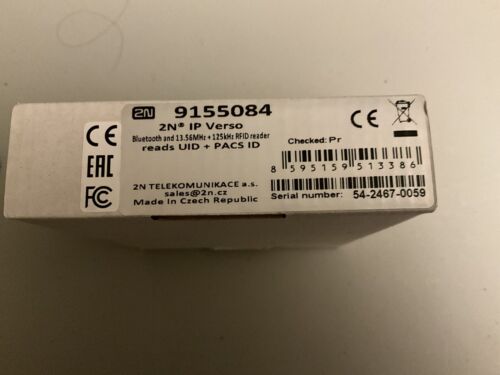 2N 9155084
2N® IP Verso
Bluetooth and 13.56MHz + 125kHz RFID reader
reads UID + PACS ID
2N TELEKOMUNIKACE a.s.
sales@2n.cz
Made in Czech Republic
CE
EAC
FC
CE
Checked: Pr
8 595159 513386
Serial number: 54-2467-0059